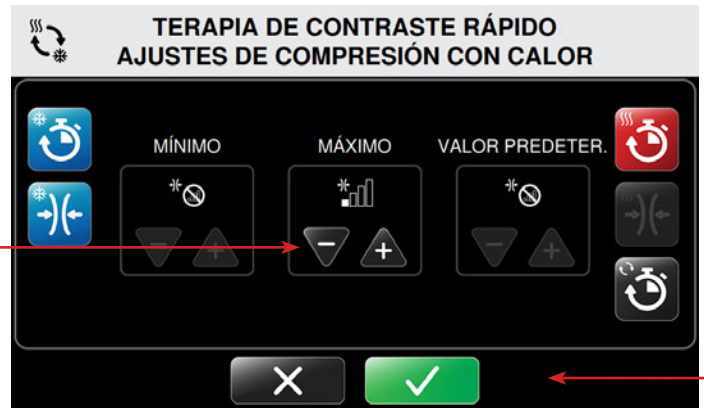 TERAPIA DE CONTRASTE RÁPIDO
AJUSTES DE COMPRESIÓN CON CALOR
MÍNIMO
MÁXIMO
VALOR PREDETER.